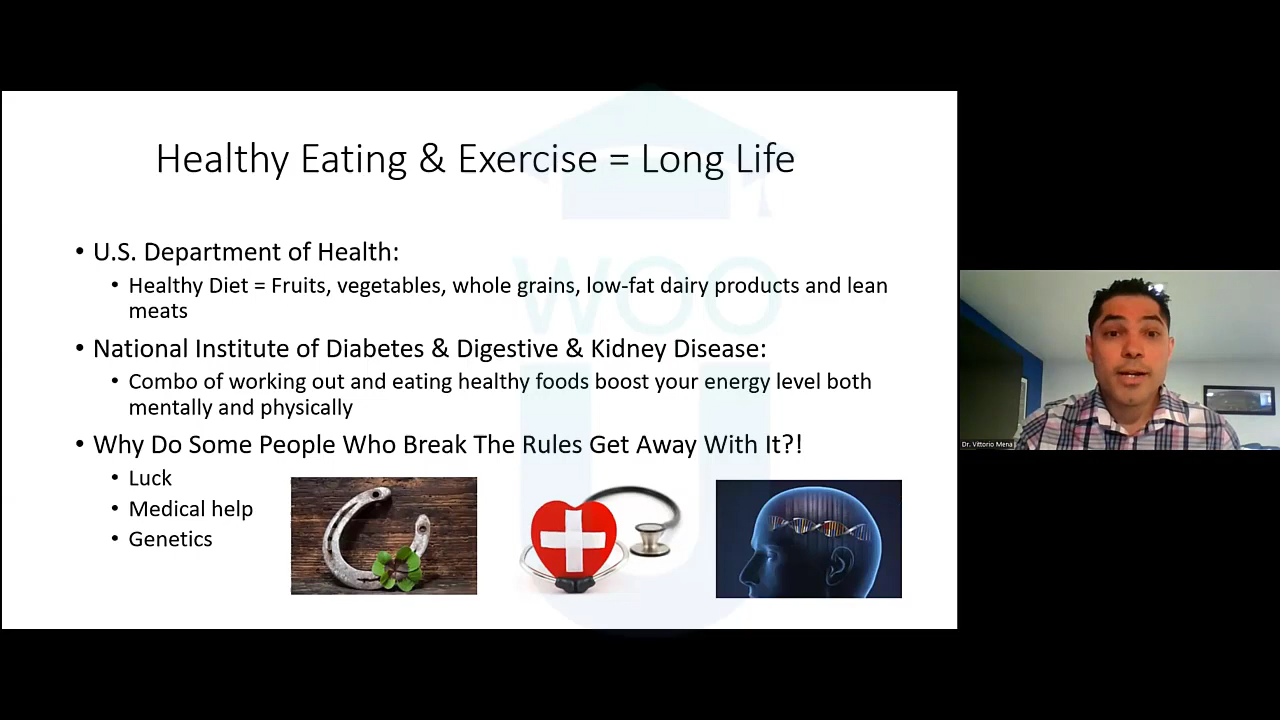 Healthy Eating & Exercise = Long Life
• U.S. Department of Health:
• Healthy Diet = Fruits, vegetables, whole grains, low-fat dairy products and lean
meats
• National Institute of Diabetes & Digestive & Kidney Disease:
• Combo of working out and eating healthy foods boost your energy level both
mentally and physically
• Why Do Some People Who Break The Rules Get Away With It?!
• Luck
• Medical help
• Genetics
WOO
U
Dr. Vittorio Mena